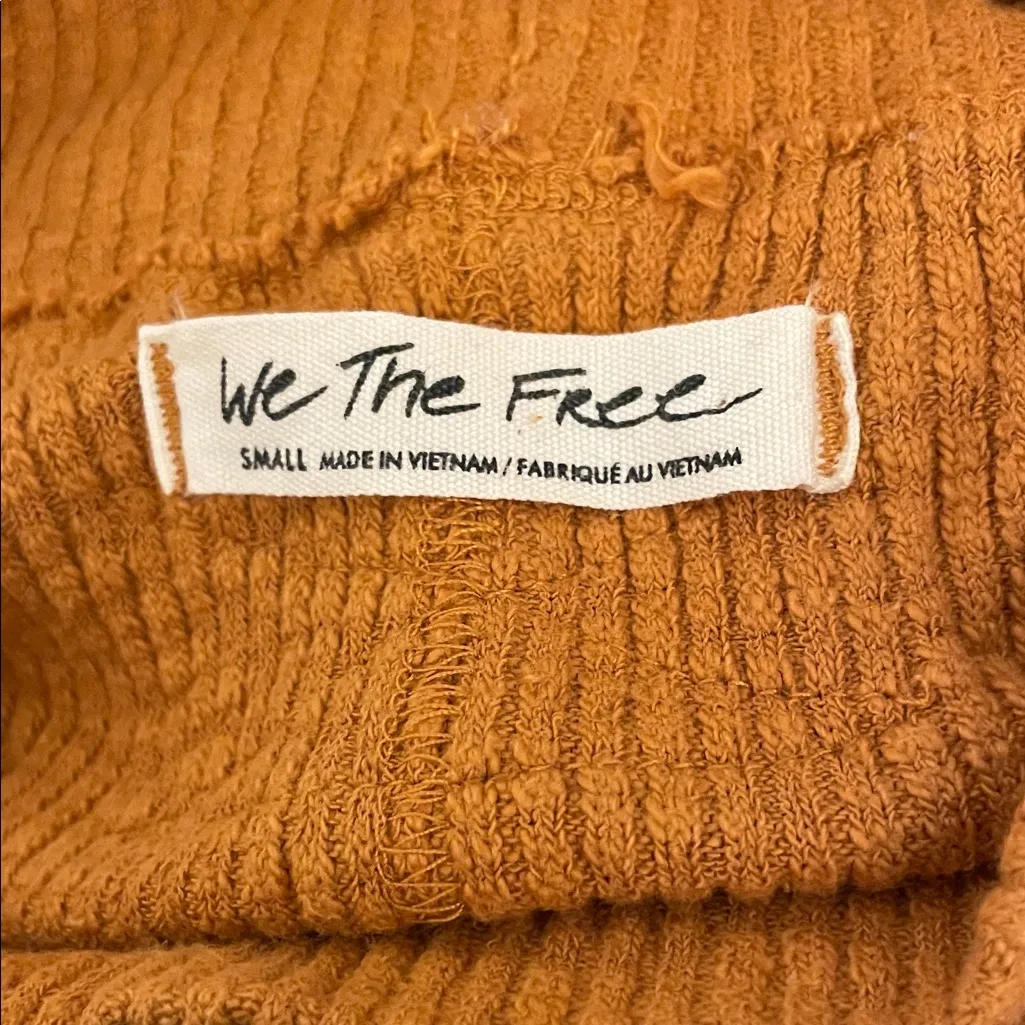 We The Free
SMALL MADE IN VIETNAM / FABRIQUÉ AU VIETNAM